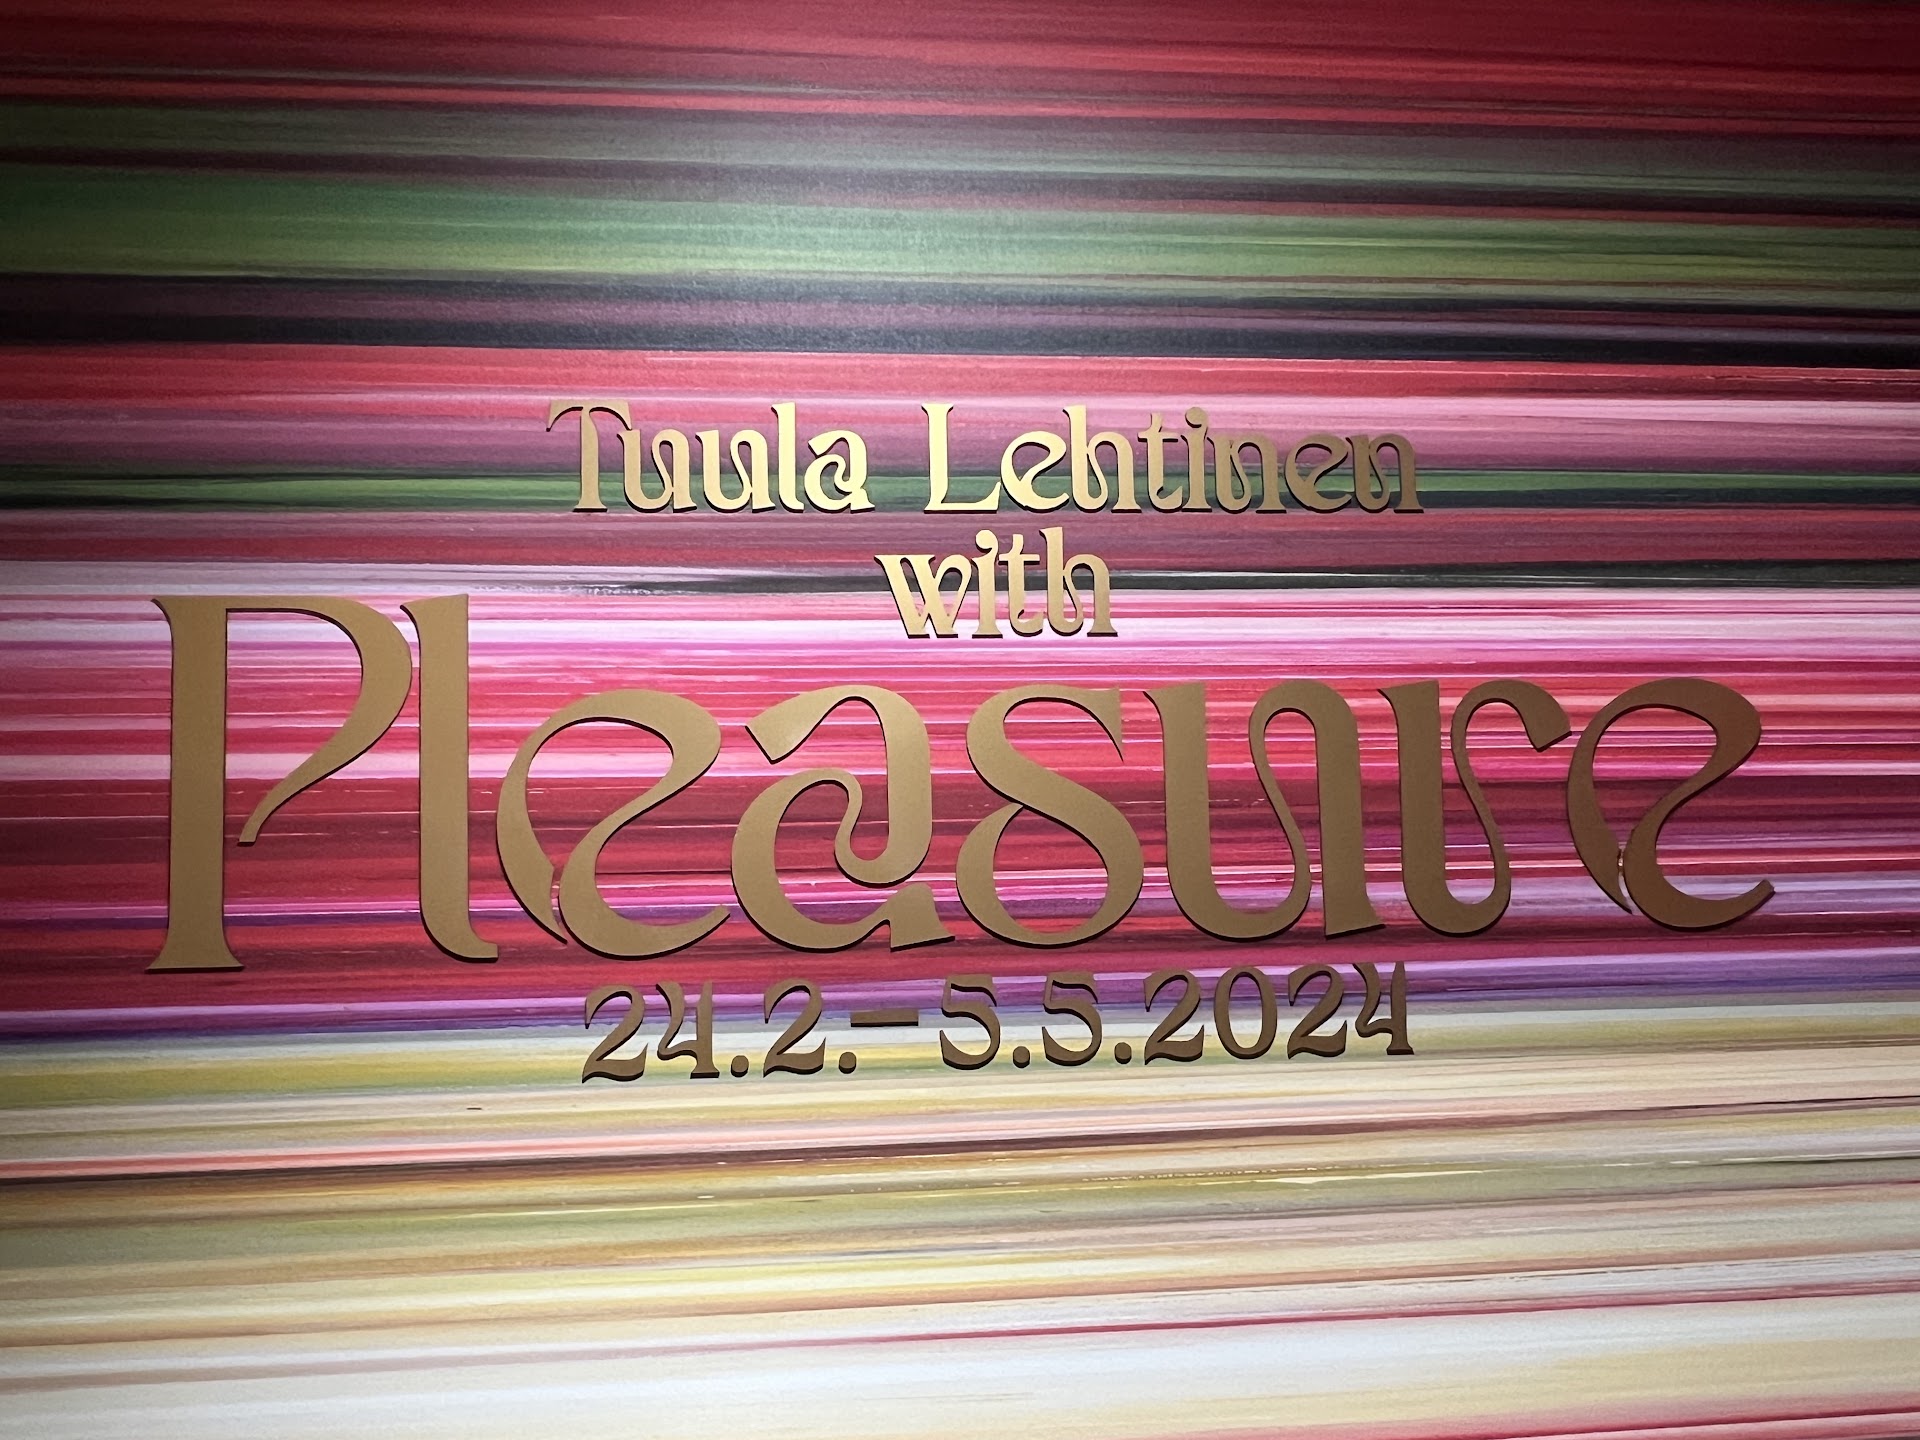 Tuula Lehtinen
with
Pleasure
24.2.-5.5.2024